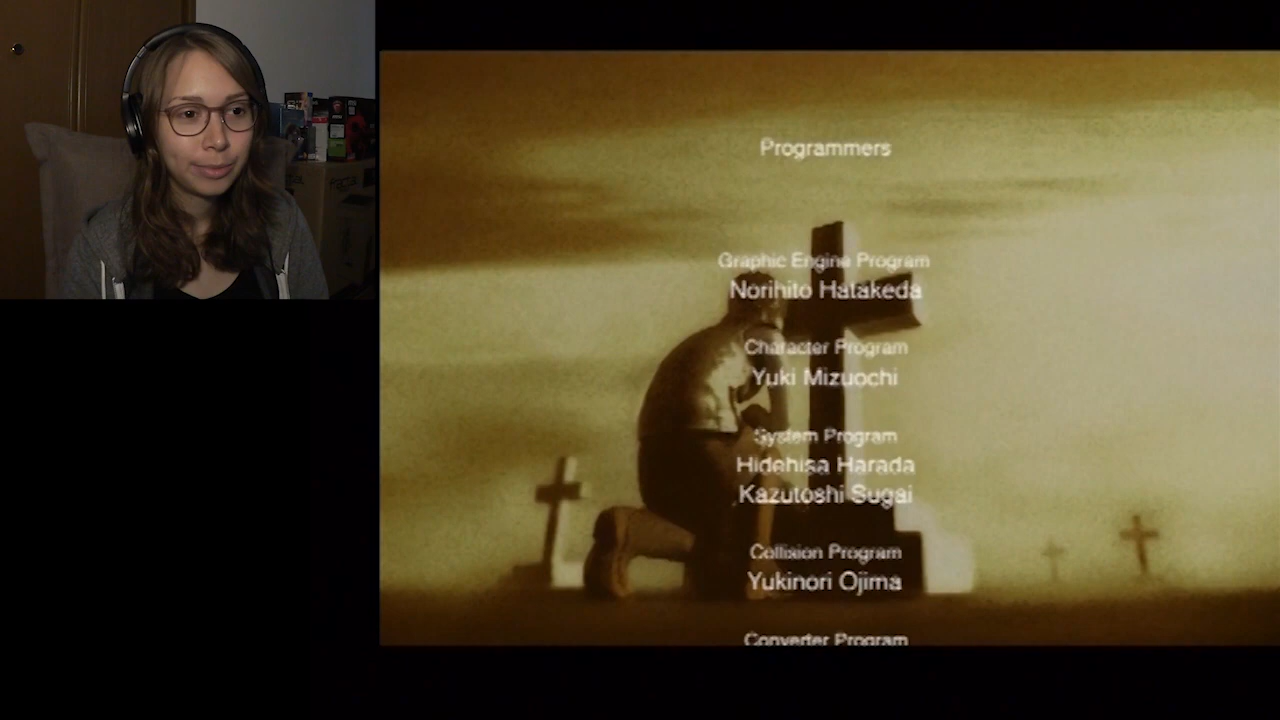 Programmers
Graphic Engine Program
Norihito Hatakeda
Character Program
Yuki Mizuochi
System Program
Hidehisa Harada
Kazutoshi Sugai
Collision Program
Yukinori Ojima
Converter Program